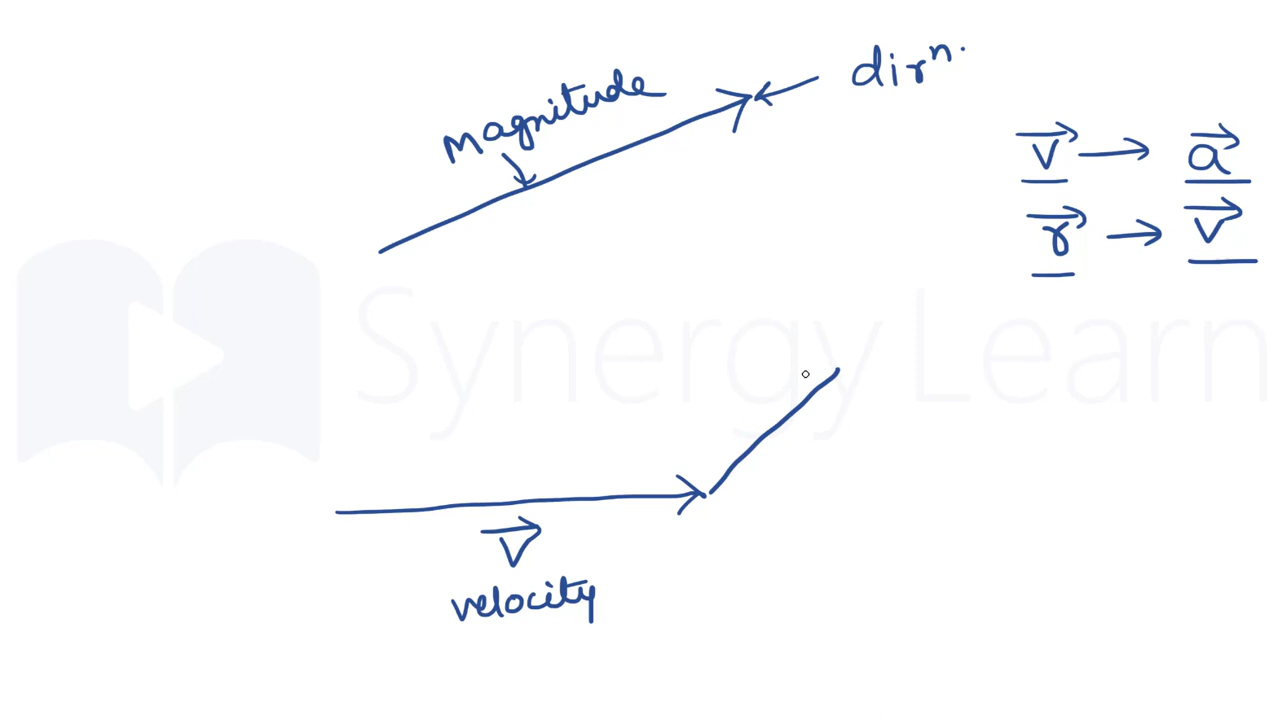 magnitude
dirⁿ.
v⃗ → a⃗
r⃗ → v⃗
Synergy Learn
v⃗
velocity